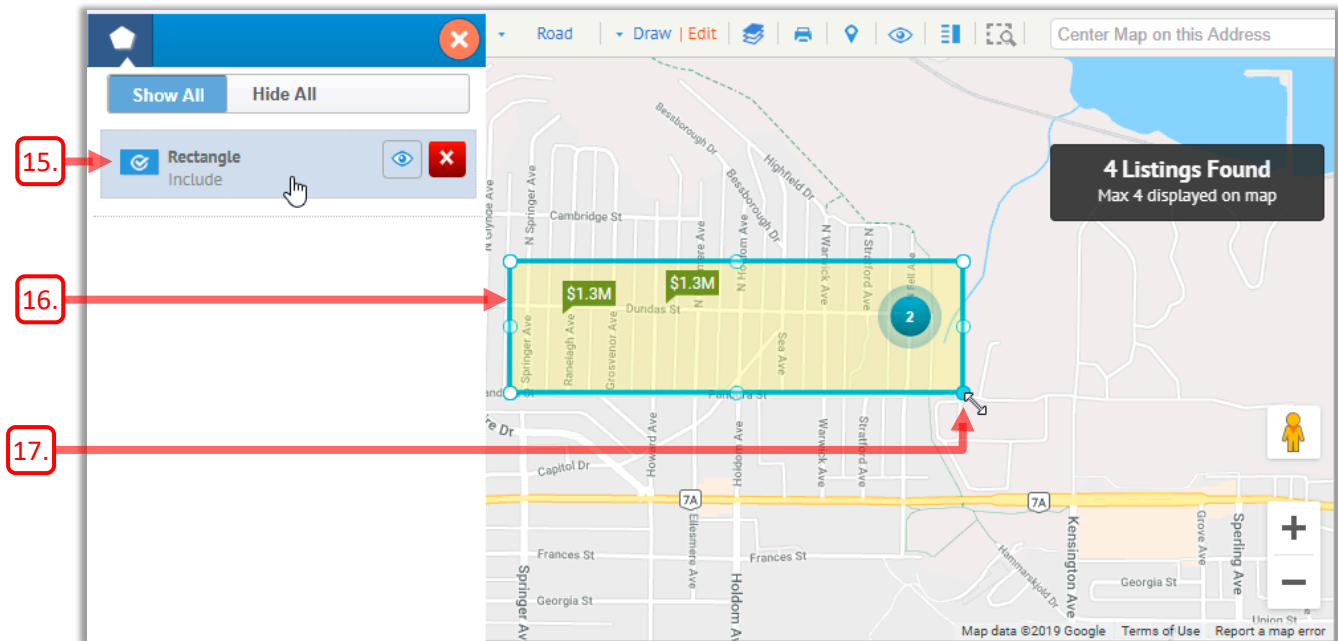 Road
Draw | Edit
Center Map on this Address
Show All
Hide All
15.
Rectangle
Include
4 Listings Found
Max 4 displayed on map
Bessborough Dr
Highfield Dr
Bessborough Dr
N Springer Ave
Cambridge St
N Holdom Ave
N Warwick Ave
N Stratford Ave
16.
$1.3M
$1.3M
Dundas St
2
Springer Ave
Ranelagh Ave
Grosvenor Ave
Sea Ave
Pandora St
17.
Howard Ave
Holdom Ave
Warwick Ave
Stratford Ave
Capitol Dr
7A
7A
Ellesmere Ave
Kensington Ave
Grove Ave
Sperling Ave
Frances St
Frances St
Hammarskjold Dr
Springer Av
Holdom Av
Georgia St
Georgia St
Union St
Map data ©2019 Google
Terms of Use
Report a map error